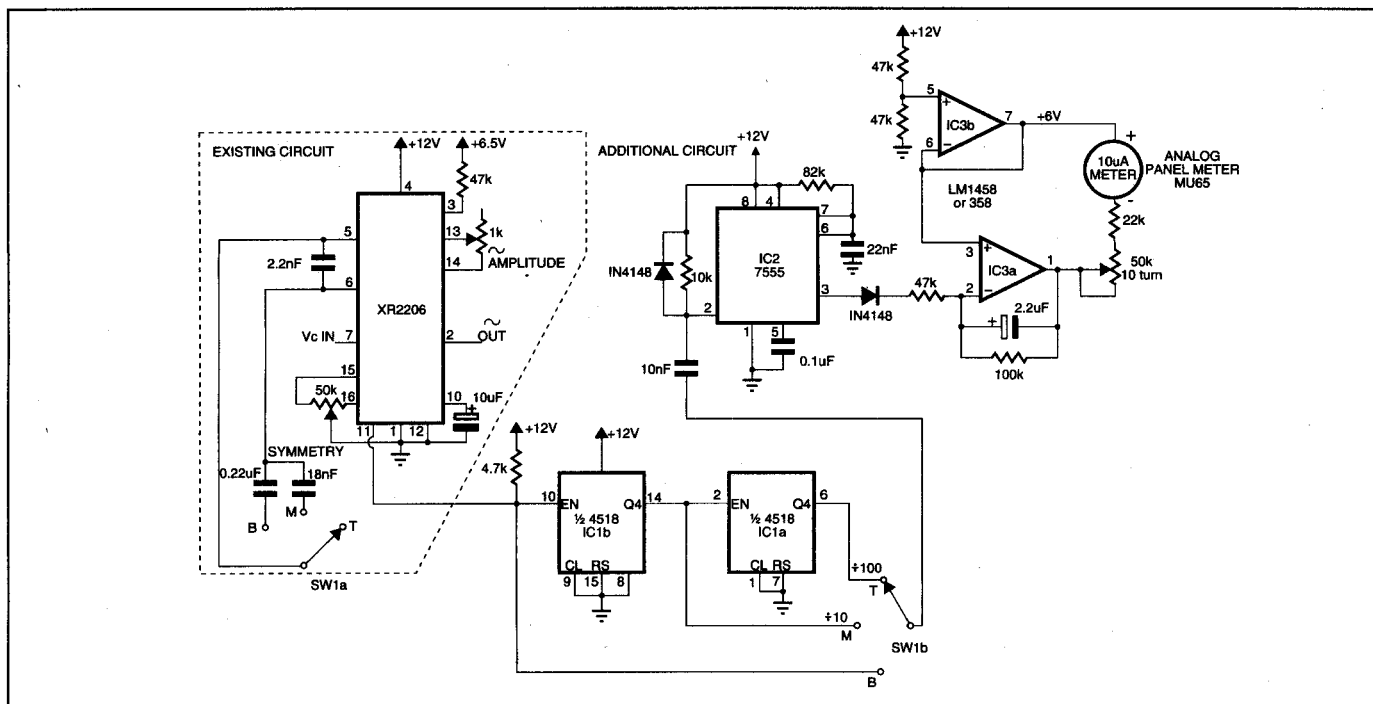 EXISTING CIRCUIT
+12V
+6.5V
4
47k
3
5
13
1k
~
AMPLITUDE
14
2.2nF
6
XR2206
Vc IN
7
2
~
OUT
15
50k
16
10
10uF
+
11
1
12
SYMMETRY
0.22uF
18nF
M
B
T
SW1a
ADDITIONAL CIRCUIT
+12V
82k
8
4
7
6
22nF
IC2
7555
IN4148
10k
2
3
IN4148
47k
1
5
0.1uF
10nF
+12V
47k
47k
5
+
IC3b
6
−
7
+6V
+
10uA
METER
-
ANALOG
PANEL METER
MU65
LM1458
or 358
22k
3
+
IC3a
2
−
1
50k
10 turn
+
2.2uF
100k
+12V
4.7k
+12V
10
EN
Q4
14
½ 4518
IC1b
CL
RS
9
15
8
2
EN
Q4
6
½ 4518
IC1a
CL
RS
1
7
÷100
T
÷10
M
SW1b
B